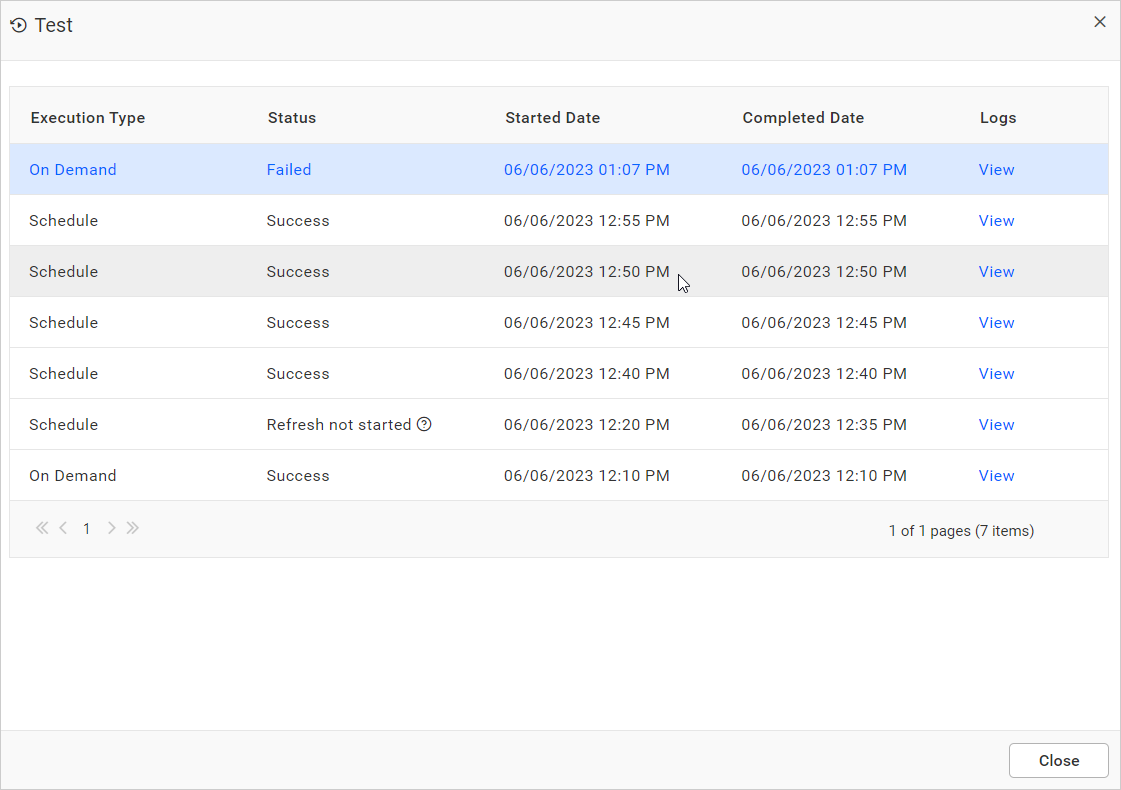 Test
Execution Type Status Started Date Completed Date Logs
On Demand Failed 06/06/2023 01:07 PM 06/06/2023 01:07 PM View
Schedule Success 06/06/2023 12:55 PM 06/06/2023 12:55 PM View
Schedule Success 06/06/2023 12:50 PM 06/06/2023 12:50 PM View
Schedule Success 06/06/2023 12:45 PM 06/06/2023 12:45 PM View
Schedule Success 06/06/2023 12:40 PM 06/06/2023 12:40 PM View
Schedule Refresh not started 06/06/2023 12:20 PM 06/06/2023 12:35 PM View
On Demand Success 06/06/2023 12:10 PM 06/06/2023 12:10 PM View
1 1 of 1 pages (7 items)
Close